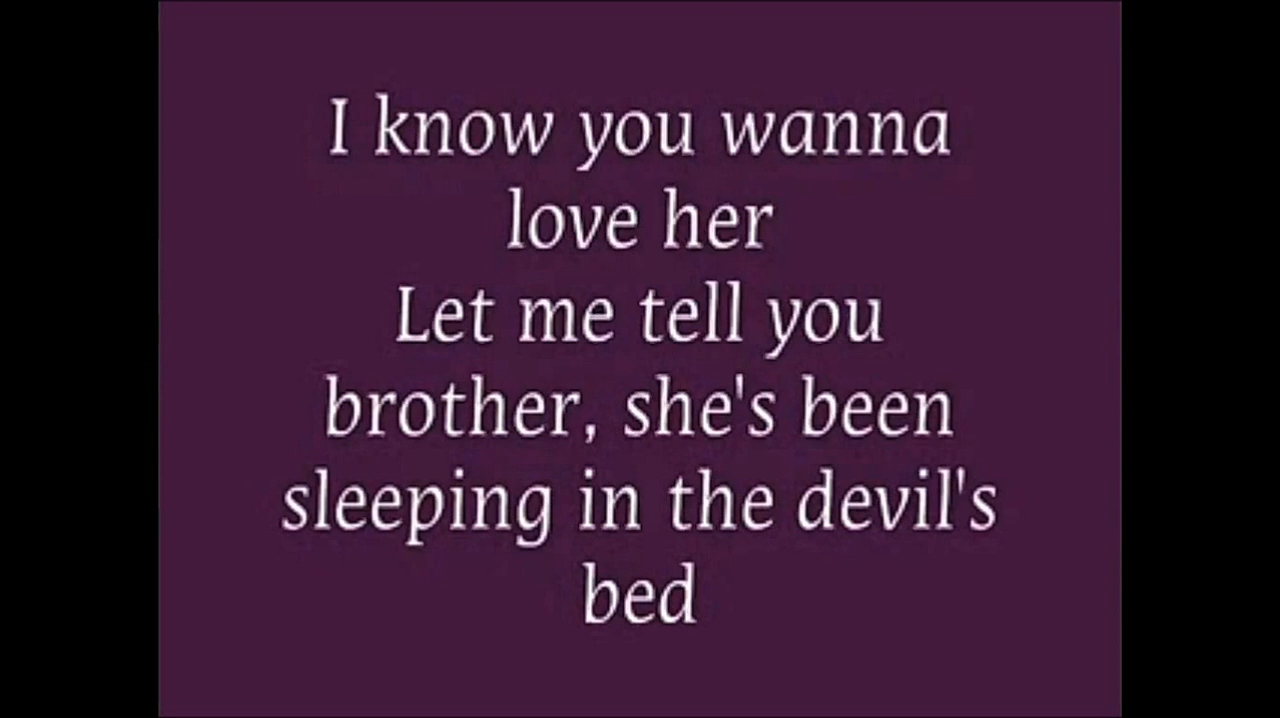 I know you wanna
love her
Let me tell you
brother, she's been
sleeping in the devil's
bed